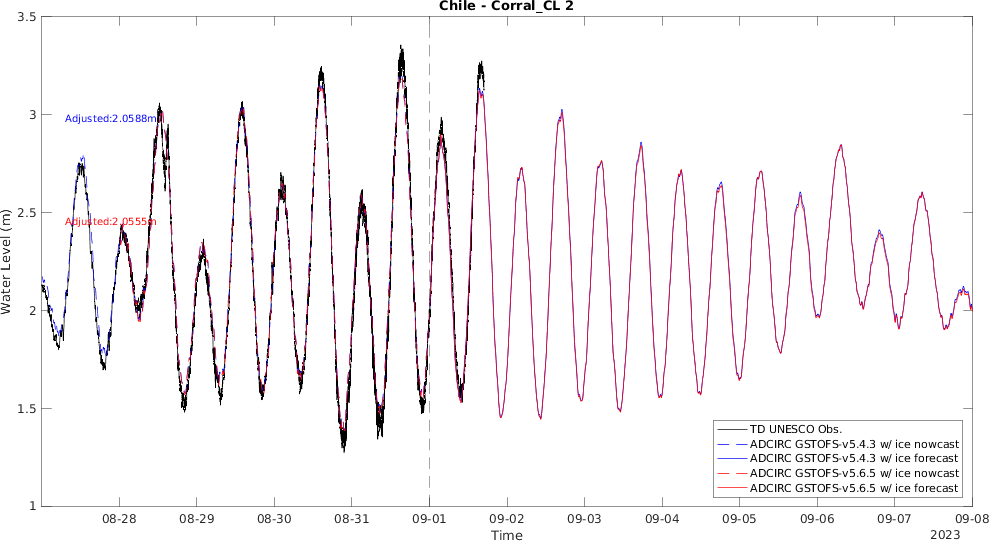 Chile - Corral_CL 2
3.5
3
2.5
2
1.5
1
Water Level (m)
Adjusted:2.0588m
Adjusted:2.0555m
TD UNESCO Obs.
ADCIRC GSTOFS-v5.4.3 w/ ice nowcast
ADCIRC GSTOFS-v5.4.3 w/ ice forecast
ADCIRC GSTOFS-v5.6.5 w/ ice nowcast
ADCIRC GSTOFS-v5.6.5 w/ ice forecast
08-28 08-29 08-30 08-31 09-01 09-02 09-03 09-04 09-05 09-06 09-07 09-08
Time
2023